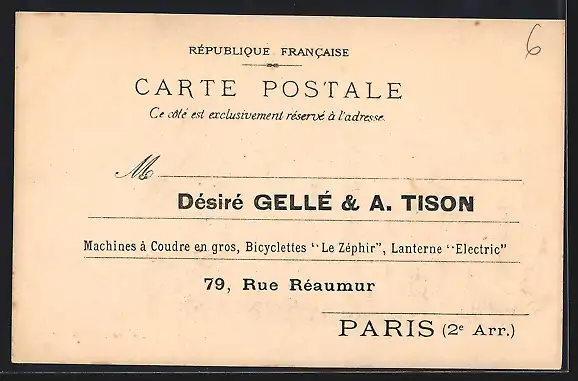 6
RÉPUBLIQUE FRANÇAISE
CARTE POSTALE
Ce côté est exclusivement réservé à l'adresse.
M
Désiré GELLÉ & A. TISON
Machines à Coudre en gros, Bicyclettes "Le Zéphir", Lanterne "Electric"
79, Rue Réaumur
PARIS (2e Arr.)